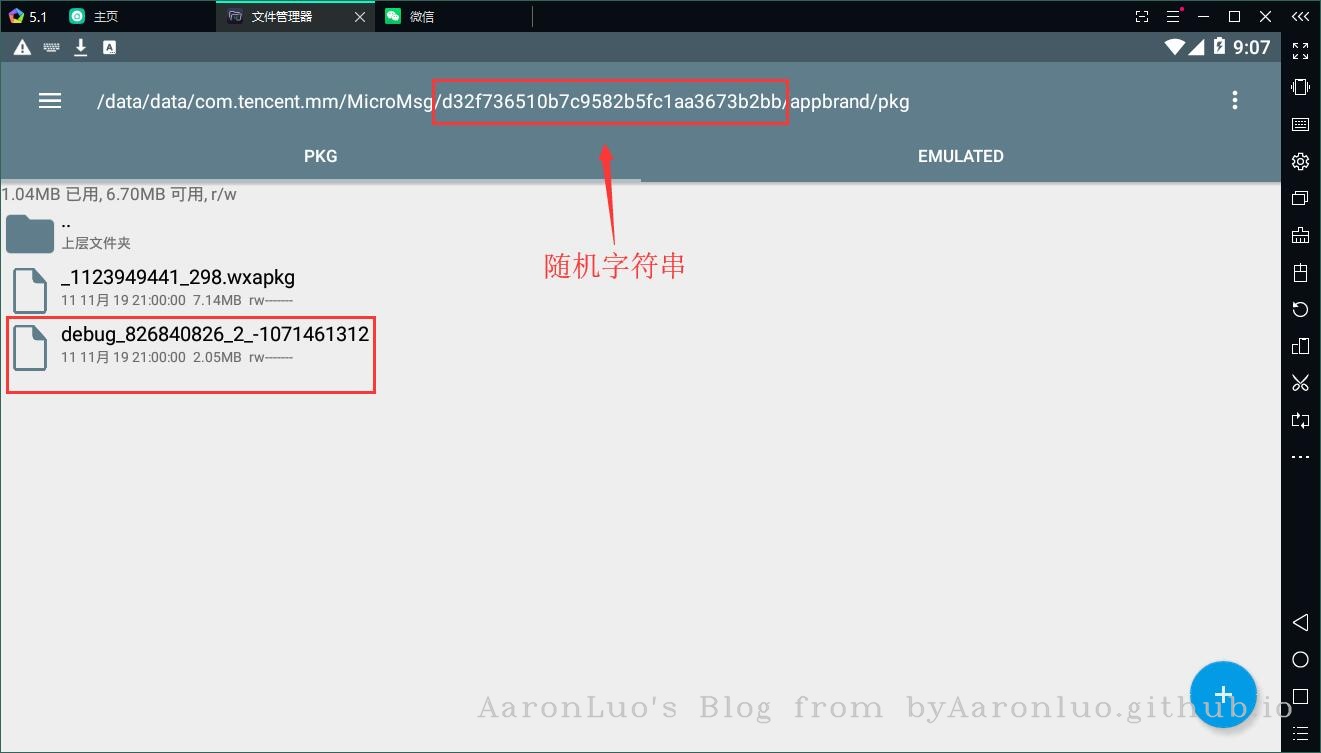 5.1 主页 文件管理器 微信
A 9:07
/data/data/com.tencent.mm/MicroMsg/d32f736510b7c9582b5fc1aa3673b2bb/appbrand/pkg
PKG EMULATED
1.04MB 已用, 6.70MB 可用, r/w
..
上层文件夹
随机字符串
_1123949441_298.wxapkg
11 11月 19 21:00:00 7.14MB rw-------
debug_826840826_2_-1071461312
11 11月 19 21:00:00 2.05MB rw-------
AaronLuo's Blog from byAaronluo.github.io